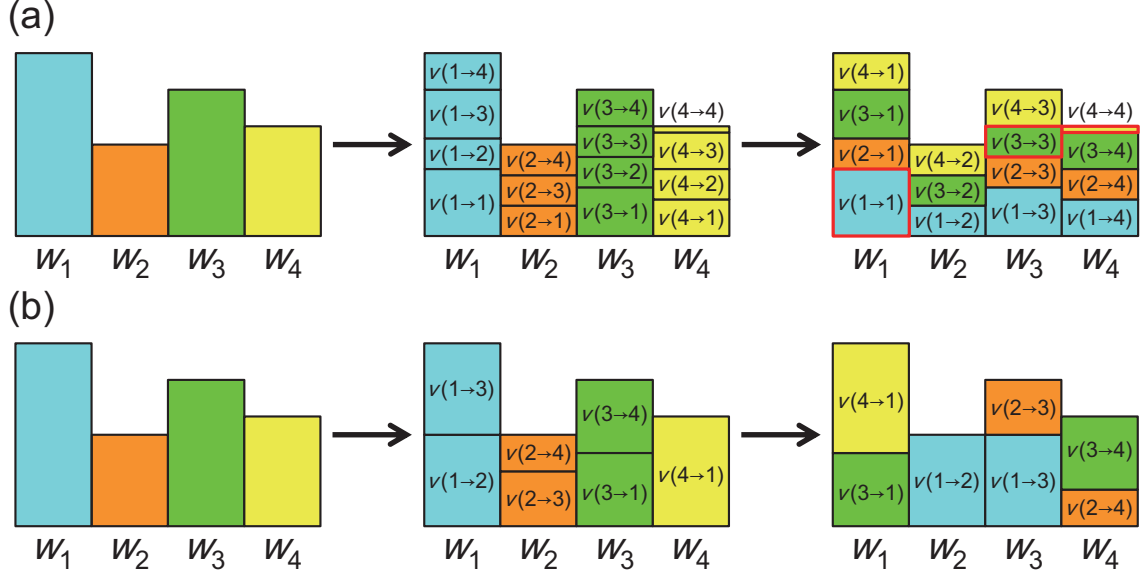 (a)
v(1→4)
v(1→3)
v(1→2)
v(1→1)
v(2→4)
v(2→3)
v(2→1)
v(3→4)
v(3→3)
v(3→2)
v(3→1)
v(4→4)
v(4→3)
v(4→2)
v(4→1)
v(4→1)
v(3→1)
v(2→1)
v(1→1)
v(4→2)
v(3→2)
v(1→2)
v(4→3)
v(3→3)
v(2→3)
v(1→3)
v(4→4)
v(3→4)
v(2→4)
v(1→4)
w1 w2 w3 w4
w1 w2 w3 w4
w1 w2 w3 w4
(b)
v(1→3)
v(1→2)
v(2→4)
v(2→3)
v(3→4)
v(3→1)
v(4→1)
v(4→1)
v(3→1)
v(1→2)
v(2→3)
v(1→3)
v(3→4)
v(2→4)
w1 w2 w3 w4
w1 w2 w3 w4
w1 w2 w3 w4